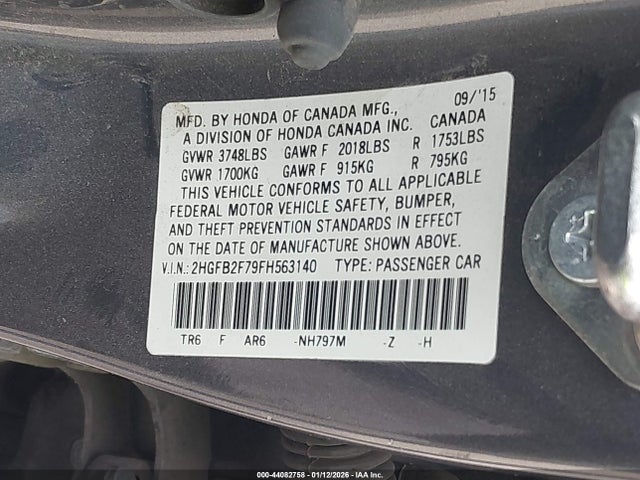 MFD. BY HONDA OF CANADA MFG., 09/'15
A DIVISION OF HONDA CANADA INC. CANADA
GVWR 3748LBS GAWR F 2018LBS R 1753LBS
GVWR 1700KG GAWR F 915KG R 795KG
THIS VEHICLE CONFORMS TO ALL APPLICABLE
FEDERAL MOTOR VEHICLE SAFETY, BUMPER,
AND THEFT PREVENTION STANDARDS IN EFFECT
ON THE DATE OF MANUFACTURE SHOWN ABOVE.
V.I.N.: 2HGFB2F79FH563140 TYPE: PASSENGER CAR
TR6 F AR6 -NH797M -Z -H
000-44082758 - 01/12/2026 - IAA Inc.